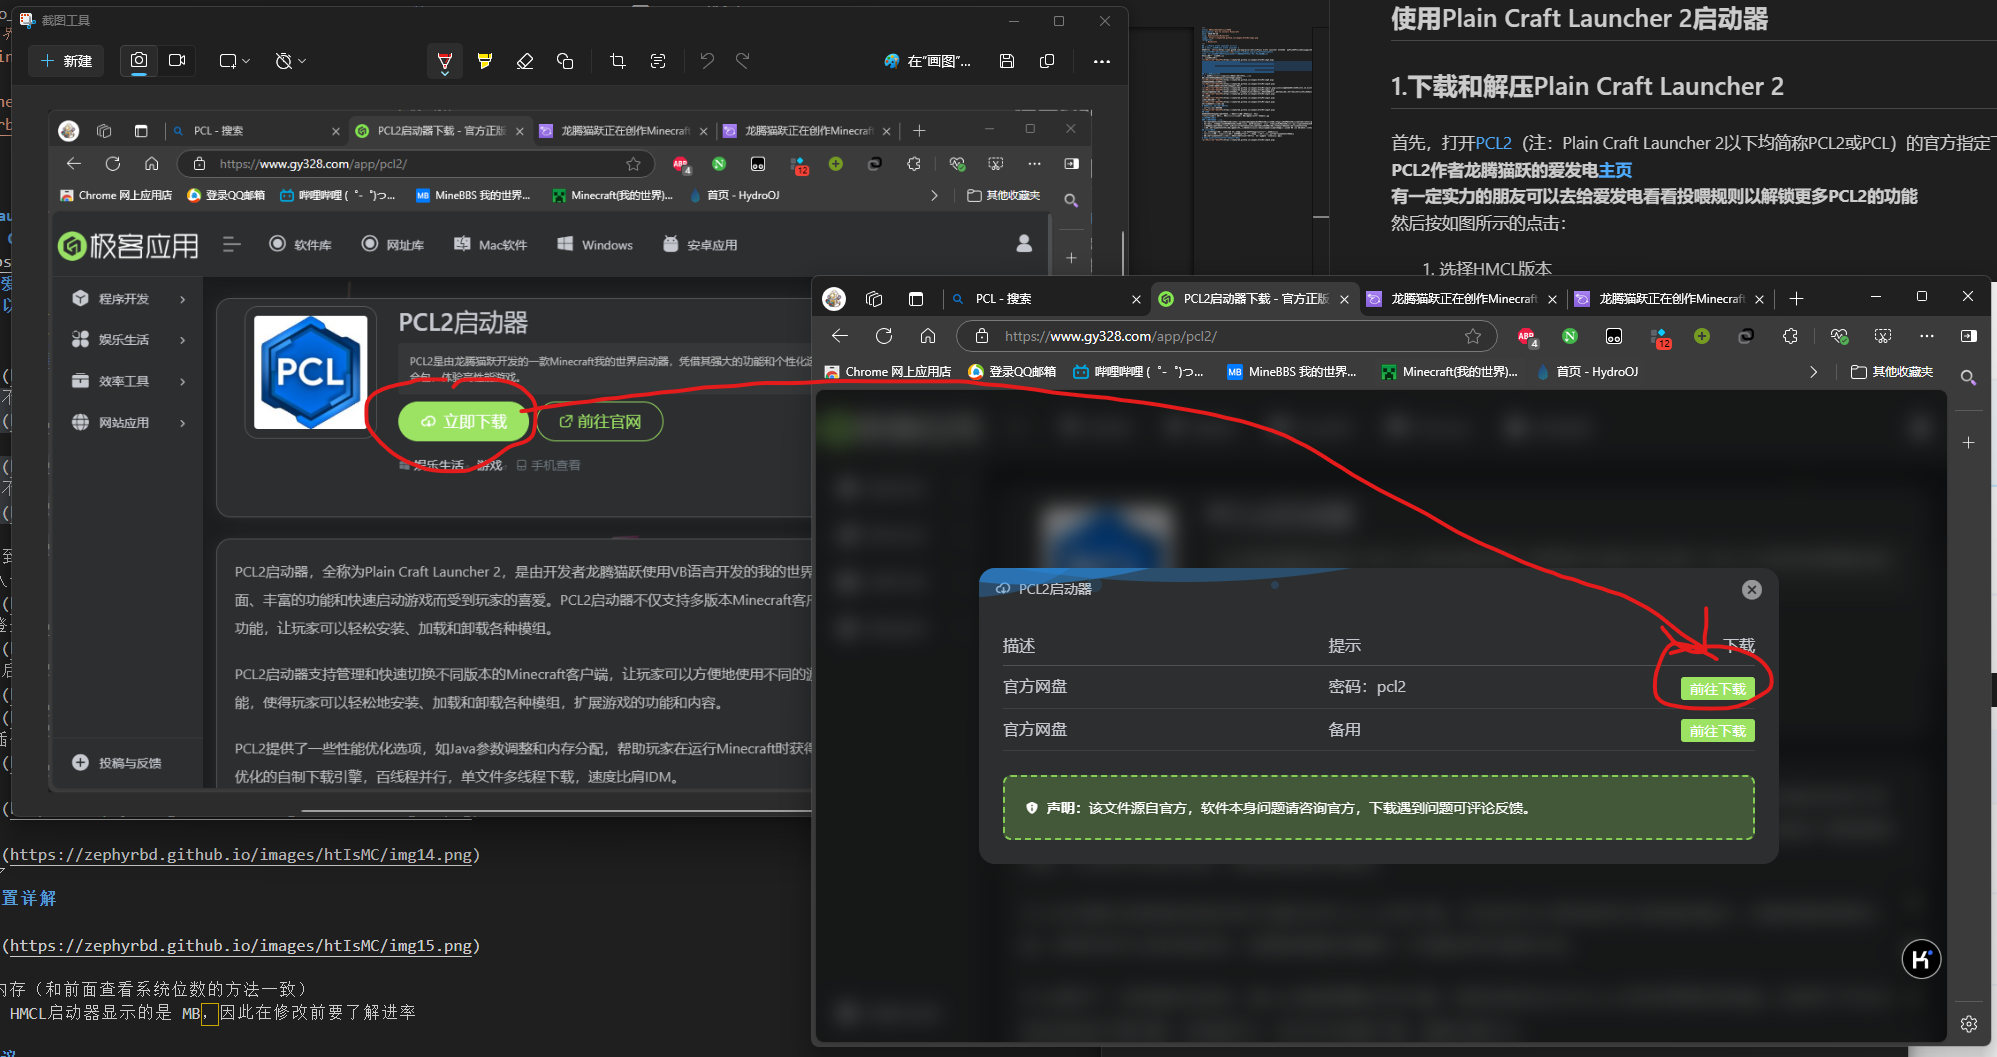 截图工具
新建
在"画图"...
PCL - 搜索
PCL2启动器下载 - 官方正版
龙腾猫跃正在创作Minecraft
龙腾猫跃正在创作Minecraft
https://www.gy328.com/app/pcl2/
4
12
Chrome 网上应用店
登录QQ邮箱
哔哩哔哩 ( ゜- ゜)つ...
MineBBS 我的世界...
Minecraft(我的世界)...
首页 - HydroOJ
其他收藏夹
极客应用
软件库
网址库
Mac软件
Windows
安卓应用
程序开发
娱乐生活
效率工具
网站应用
投稿与反馈
PCL
PCL2启动器
PCL2是由龙腾猫跃开发的一款Minecraft我的世界启动器，凭借其强大的功能和个性化
立即下载
前往官网
娱乐生活
游戏
手机查看
PCL2启动器，全称为Plain Craft Launcher 2，是由开发者龙腾猫跃使用VB语言开发的我的世界
面、丰富的功能和快速启动游戏而受到玩家的喜爱。PCL2启动器不仅支持多版本Minecraft客户
功能，让玩家可以轻松安装、加载和卸载各种模组。
PCL2启动器支持管理和快速切换不同版本的Minecraft客户端，让玩家可以方便地使用不同的游
能，使得玩家可以轻松地安装、加载和卸载各种模组，扩展游戏的功能和内容。
PCL2提供了一些性能优化选项，如Java参数调整和内存分配，帮助玩家在运行Minecraft时获得
优化的自制下载引擎，百线程并行，单文件多线程下载，速度比肩IDM。
使用Plain Craft Launcher 2启动器
1.下载和解压Plain Craft Launcher 2
首先，打开PCL2（注：Plain Craft Launcher 2以下均简称PCL2或PCL）的官方指定下
PCL2作者龙腾猫跃的爱发电主页
有一定实力的朋友可以去给爱发电看看投喂规则以解锁更多PCL2的功能
然后按如图所示的点击：
1. 选择HMCL版本
PCL - 搜索
PCL2启动器下载 - 官方正版
龙腾猫跃正在创作Minecraft
龙腾猫跃正在创作Minecraft
https://www.gy328.com/app/pcl2/
4
12
Chrome 网上应用店
登录QQ邮箱
哔哩哔哩 ( ゜- ゜)つ...
MineBBS 我的世界...
Minecraft(我的世界)...
首页 - HydroOJ
其他收藏夹
PCL2启动器
描述 提示 下载
官方网盘 密码：pcl2 前往下载
官方网盘 备用 前往下载
声明：该文件源自官方，软件本身问题请咨询官方，下载遇到问题可评论反馈。
(https://zephyrbd.github.io/images/htIsMC/img14.png)
置详解
(https://zephyrbd.github.io/images/htIsMC/img15.png)
内存（和前面查看系统位数的方法一致）
HMCL启动器显示的是 MB，因此在修改前要了解进率